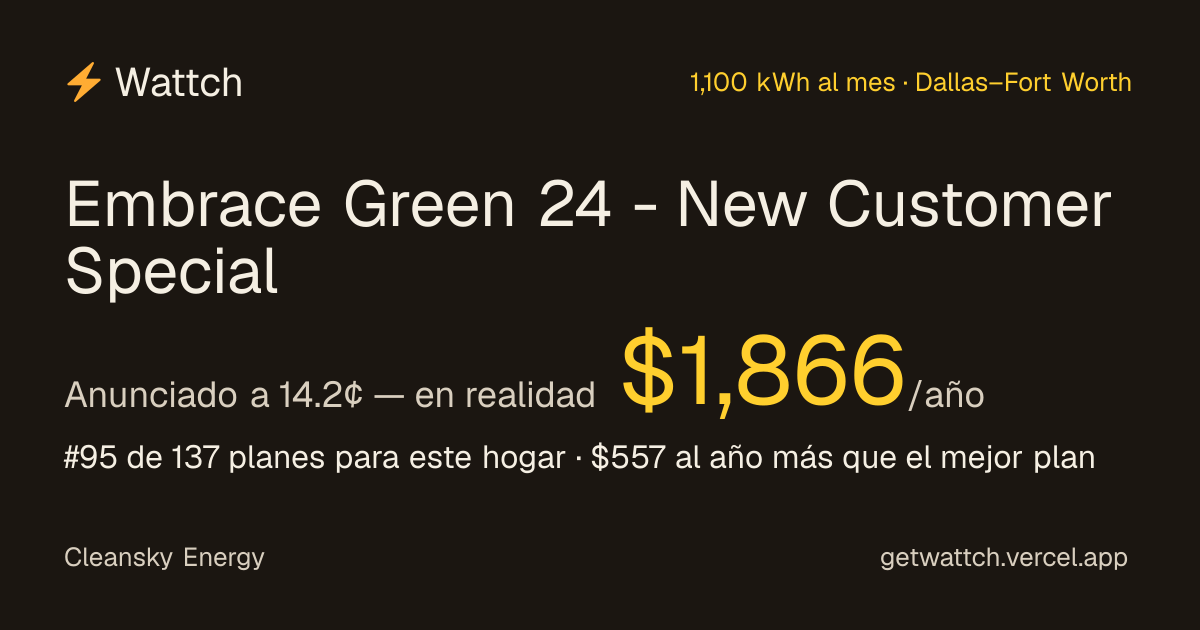 ⚡ Wattch
1,100 kWh al mes · Dallas–Fort Worth
Embrace Green 24 - New Customer
Special
Anunciado a 14.2¢ — en realidad $1,866/año
#95 de 137 planes para este hogar · $557 al año más que el mejor plan
Cleansky Energy
getwattch.vercel.app